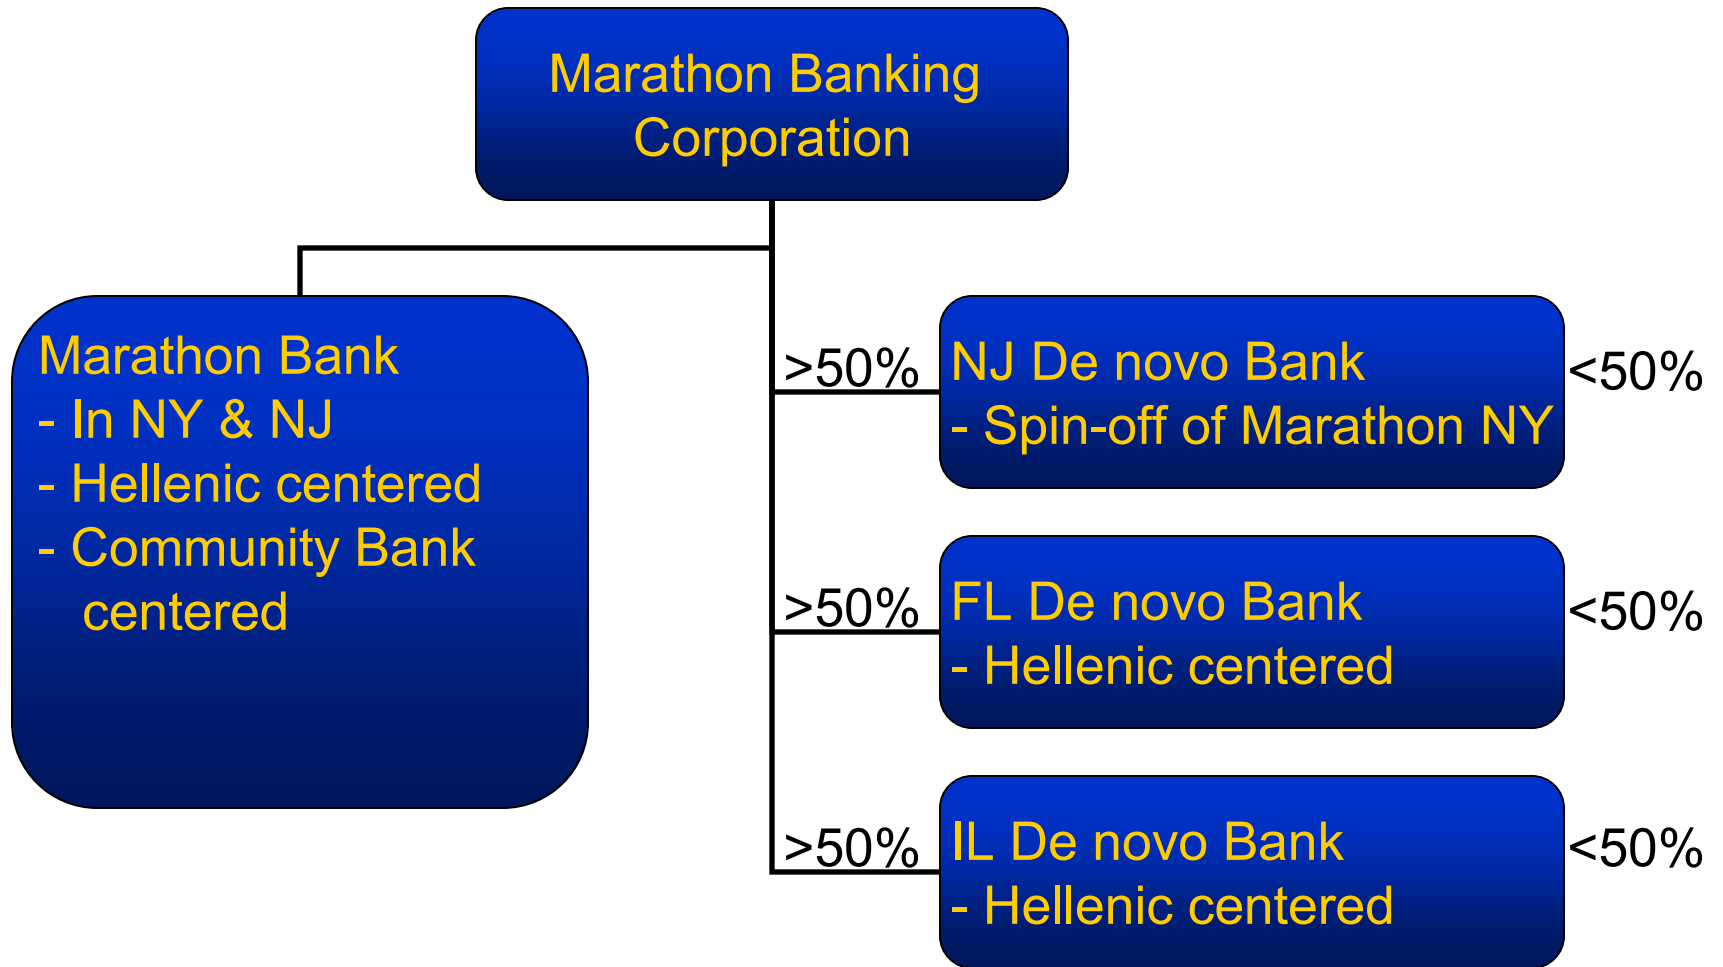 Marathon Banking
Corporation
Marathon Bank
- In NY & NJ
- Hellenic centered
- Community Bank
centered
>50%
NJ De novo Bank
- Spin-off of Marathon NY
<50%
>50%
FL De novo Bank
- Hellenic centered
<50%
>50%
IL De novo Bank
- Hellenic centered
<50%